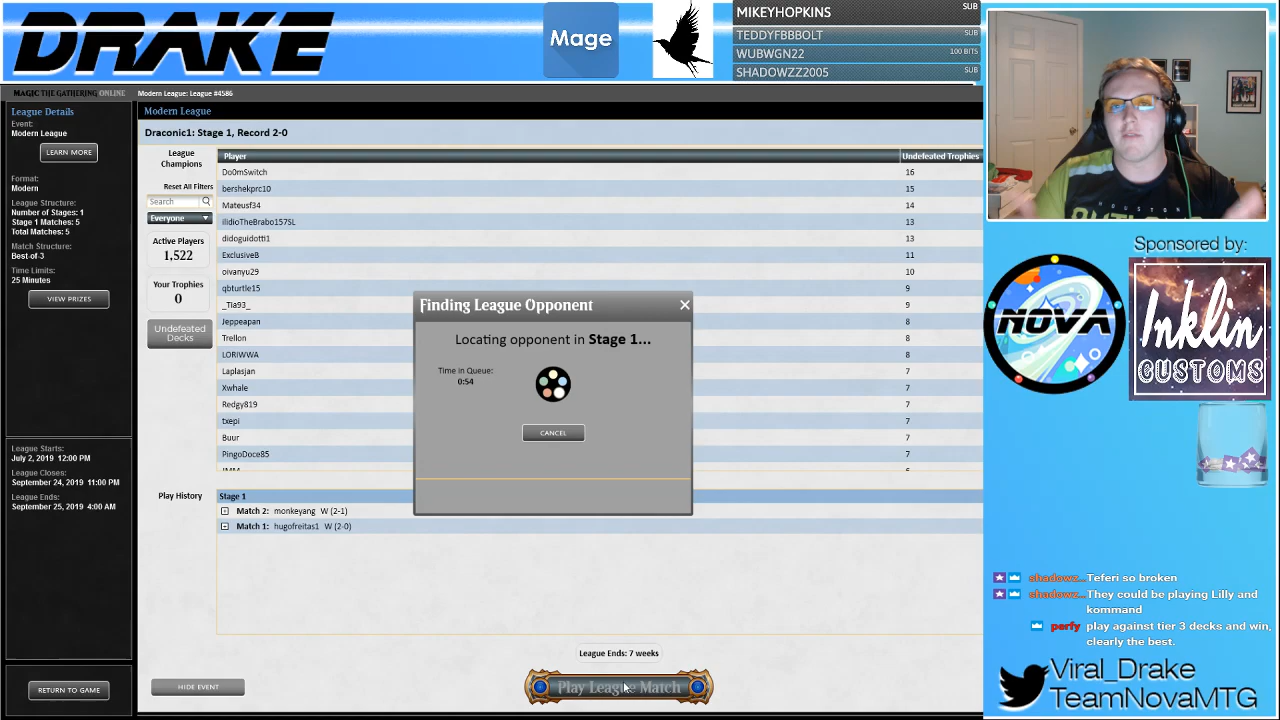 DRAKE
Mage
MIKEYHOPKINS SUB
TEDDYFBBBOLT SUB
WUBWGN22 100 BITS
SHADOWZZ2005 SUB
MAGIC THE GATHERING ONLINE
Modern League: League #4586
League Details
Event:
Modern League
LEARN MORE
Format:
Modern
League Structure:
Number of Stages: 1
Stage 1 Matches: 5
Total Matches: 5
Match Structure:
Best-of-3
Time Limits:
25 Minutes
VIEW PRIZES
League Starts:
July 2, 2019 12:00 PM
League Closes:
September 24, 2019 11:00 PM
League Ends:
September 25, 2019 4:00 AM
RETURN TO GAME
Modern League
Draconic1: Stage 1, Record 2-0
League Champions
Reset All Filters
Search
Everyone
Active Players
1,522
Your Trophies
0
Undefeated Decks
Player Undefeated Trophies
Do0mSwitch 16
bershekprc10 15
Mateusf34 14
ilidioTheBrabo157SL 13
didoguidotti1 13
ExclusiveB 11
oivanyu29 10
qbturtle15 9
_Tia93_ 9
Jeppeapan 8
Trellon 8
LORIWWA 8
Laplasjan 7
Xwhale 7
Redgy819 7
txepi 7
Buur 7
PingoDoce85 7
Finding League Opponent
Locating opponent in Stage 1...
Time in Queue:
0:54
CANCEL
Play History
Stage 1
Match 2: monkeyang W (2-1)
Match 1: hugofreitas1 W (2-0)
League Ends: 7 weeks
HIDE EVENT
Play League Match
HOUSTON
Sponsored by:
NOVA
Inklin
CUSTOMS
shadowz... Teferi so broken
shadowz... They could be playing Lilly and
kommand
perfy play against tier 3 decks and win,
clearly the best.
Viral_Drake
TeamNovaMTG